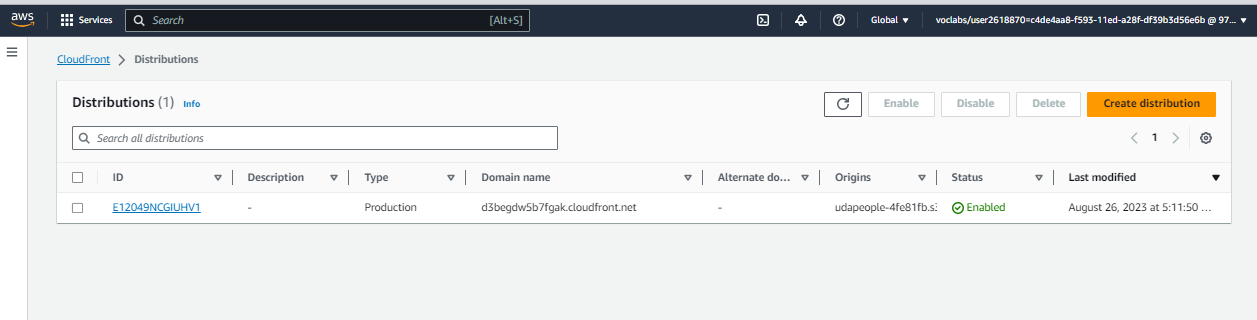 aws Services Search [Alt+S] Global voclabs/user2618870=c4de4aa8-f593-11ed-a28f-df39b3d56e6b @ 97...
CloudFront Distributions
Distributions (1) Info Enable Disable Delete Create distribution
Search all distributions 1
ID Description Type Domain name Alternate do... Origins Status Last modified
E12049NCGIUHV1 - Production d3begdw5b7fgak.cloudfront.net - udapeople-4fe81fb.s3 Enabled August 26, 2023 at 5:11:50 ...